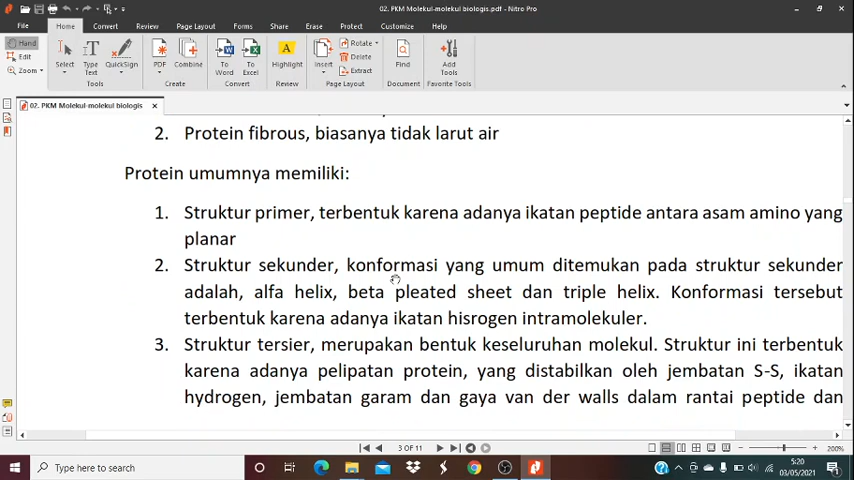 02. PKM Molekul-molekul biologis.pdf - Nitro Pro
File Home Convert Review Page Layout Forms Share Erase Protect Customize Help
Hand
Edit
Zoom
Select
Type Text
QuickSign
PDF
Combine
To Word
To Excel
Highlight
Insert
Rotate
Delete
Extract
Find
Add Tools
Tools Create Convert Review Page Layout Document Favorite Tools
02. PKM Molekul-molekul biologis
2. Protein fibrous, biasanya tidak larut air
Protein umumnya memiliki:
1. Struktur primer, terbentuk karena adanya ikatan peptide antara asam amino yang
planar
2. Struktur sekunder, konformasi yang umum ditemukan pada struktur sekunder
adalah, alfa helix, beta pleated sheet dan triple helix. Konformasi tersebut
terbentuk karena adanya ikatan hisrogen intramolekuler.
3. Struktur tersier, merupakan bentuk keseluruhan molekul. Struktur ini terbentuk
karena adanya pelipatan protein, yang distabilkan oleh jembatan S-S, ikatan
hydrogen, jembatan garam dan gaya van der walls dalam rantai peptide dan
3 OF 11
200%
Type here to search
5:20
03/05/2021